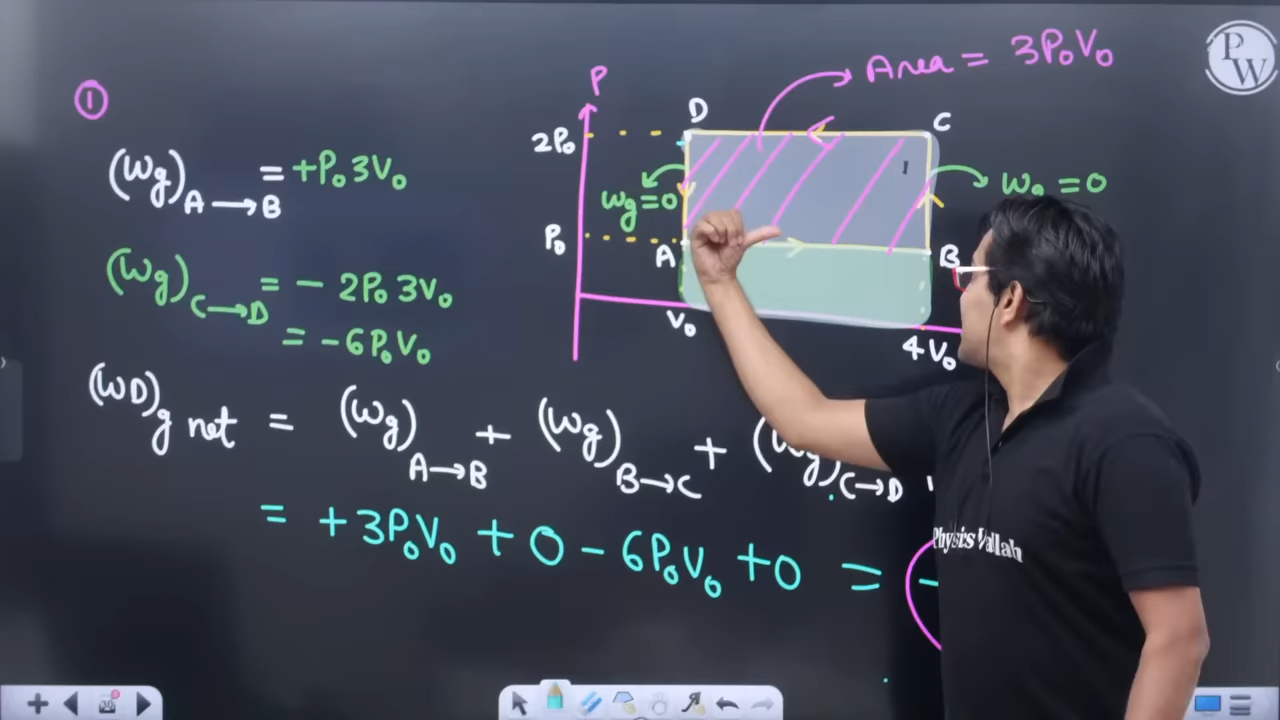 ①
(Wg)A→B = +P₀3V₀
(Wg)C→D = - 2P₀3V₀
= -6P₀V₀
(WD)g net = (Wg)A→B + (Wg)B→C + (Wg)C→D
= +3P₀V₀ + 0 - 6P₀V₀ + 0 = -
Area = 3P₀V₀
P
D
C
2P₀
Wg=0
Wg=0
P₀
A
B
V₀
4V₀
PW
Physics Wallah